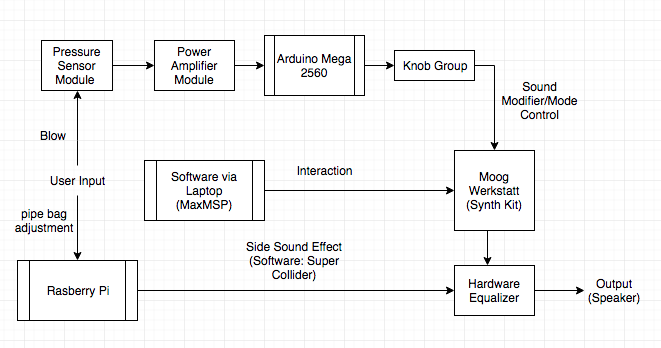 Pressure
Sensor
Module
Power
Amplifier
Module
Arduino Mega
2560
Knob Group
Sound
Modifier/Mode
Control
Blow
User Input
pipe bag
adjustment
Software via
Laptop
(MaxMSP)
Interaction
Moog
Werkstatt
(Synth Kit)
Side Sound Effect
(Software: Super
Collider)
Rasberry Pi
Hardware
Equalizer
Output
(Speaker)